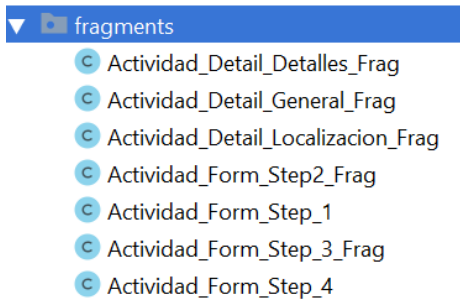 fragments
C Actividad_Detail_Detalles_Frag
C Actividad_Detail_General_Frag
C Actividad_Detail_Localizacion_Frag
C Actividad_Form_Step2_Frag
C Actividad_Form_Step_1
C Actividad_Form_Step_3_Frag
C Actividad_Form_Step_4